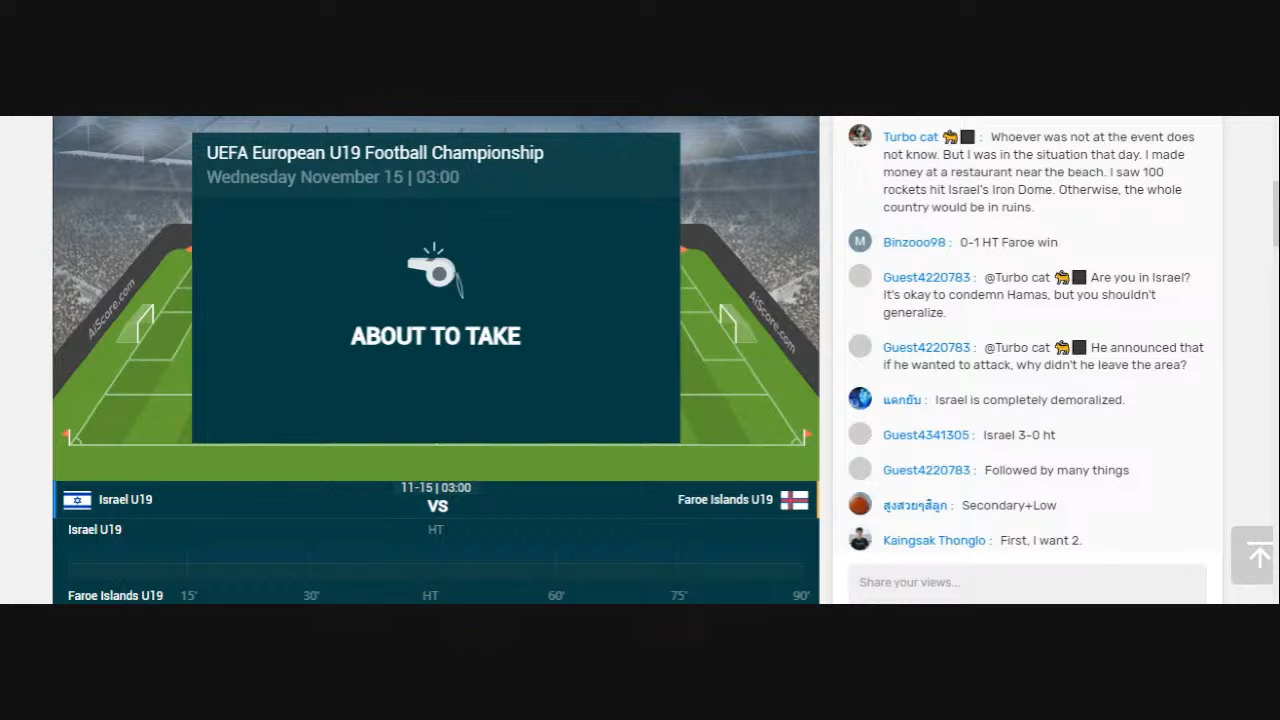 UEFA European U19 Football Championship
Wednesday November 15 | 03:00
ABOUT TO TAKE
AiScore.com
AiScore.com
11-15 | 03:00
Israel U19
VS
Faroe Islands U19
Israel U19
HT
Faroe Islands U19
15'
30'
HT
60'
75'
90'
Turbo cat 🐈⬛ : Whoever was not at the event does
not know. But I was in the situation that day. I made
money at a restaurant near the beach. I saw 100
rockets hit Israel's Iron Dome. Otherwise, the whole
country would be in ruins.
M
Binzooo98 : 0-1 HT Faroe win
Guest4220783 : @Turbo cat 🐈⬛ Are you in Israel?
It's okay to condemn Hamas, but you shouldn't
generalize.
Guest4220783 : @Turbo cat 🐈⬛ He announced that
if he wanted to attack, why didn't he leave the area?
แดกยับ : Israel is completely demoralized.
Guest4341305 : Israel 3-0 ht
Guest4220783 : Followed by many things
สูงสวยๆสักลูก : Secondary+Low
Kaingsak Thonglo : First, I want 2.
Share your views...